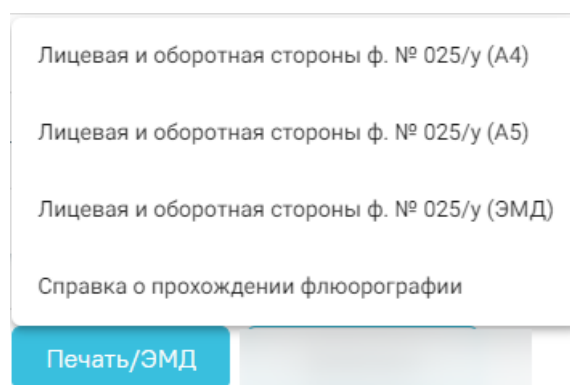 Лицевая и оборотная стороны ф. № 025/у (А4)
Лицевая и оборотная стороны ф. № 025/у (А5)
Лицевая и оборотная стороны ф. № 025/у (ЭМД)
Справка о прохождении флюорографии
Печать/ЭМД